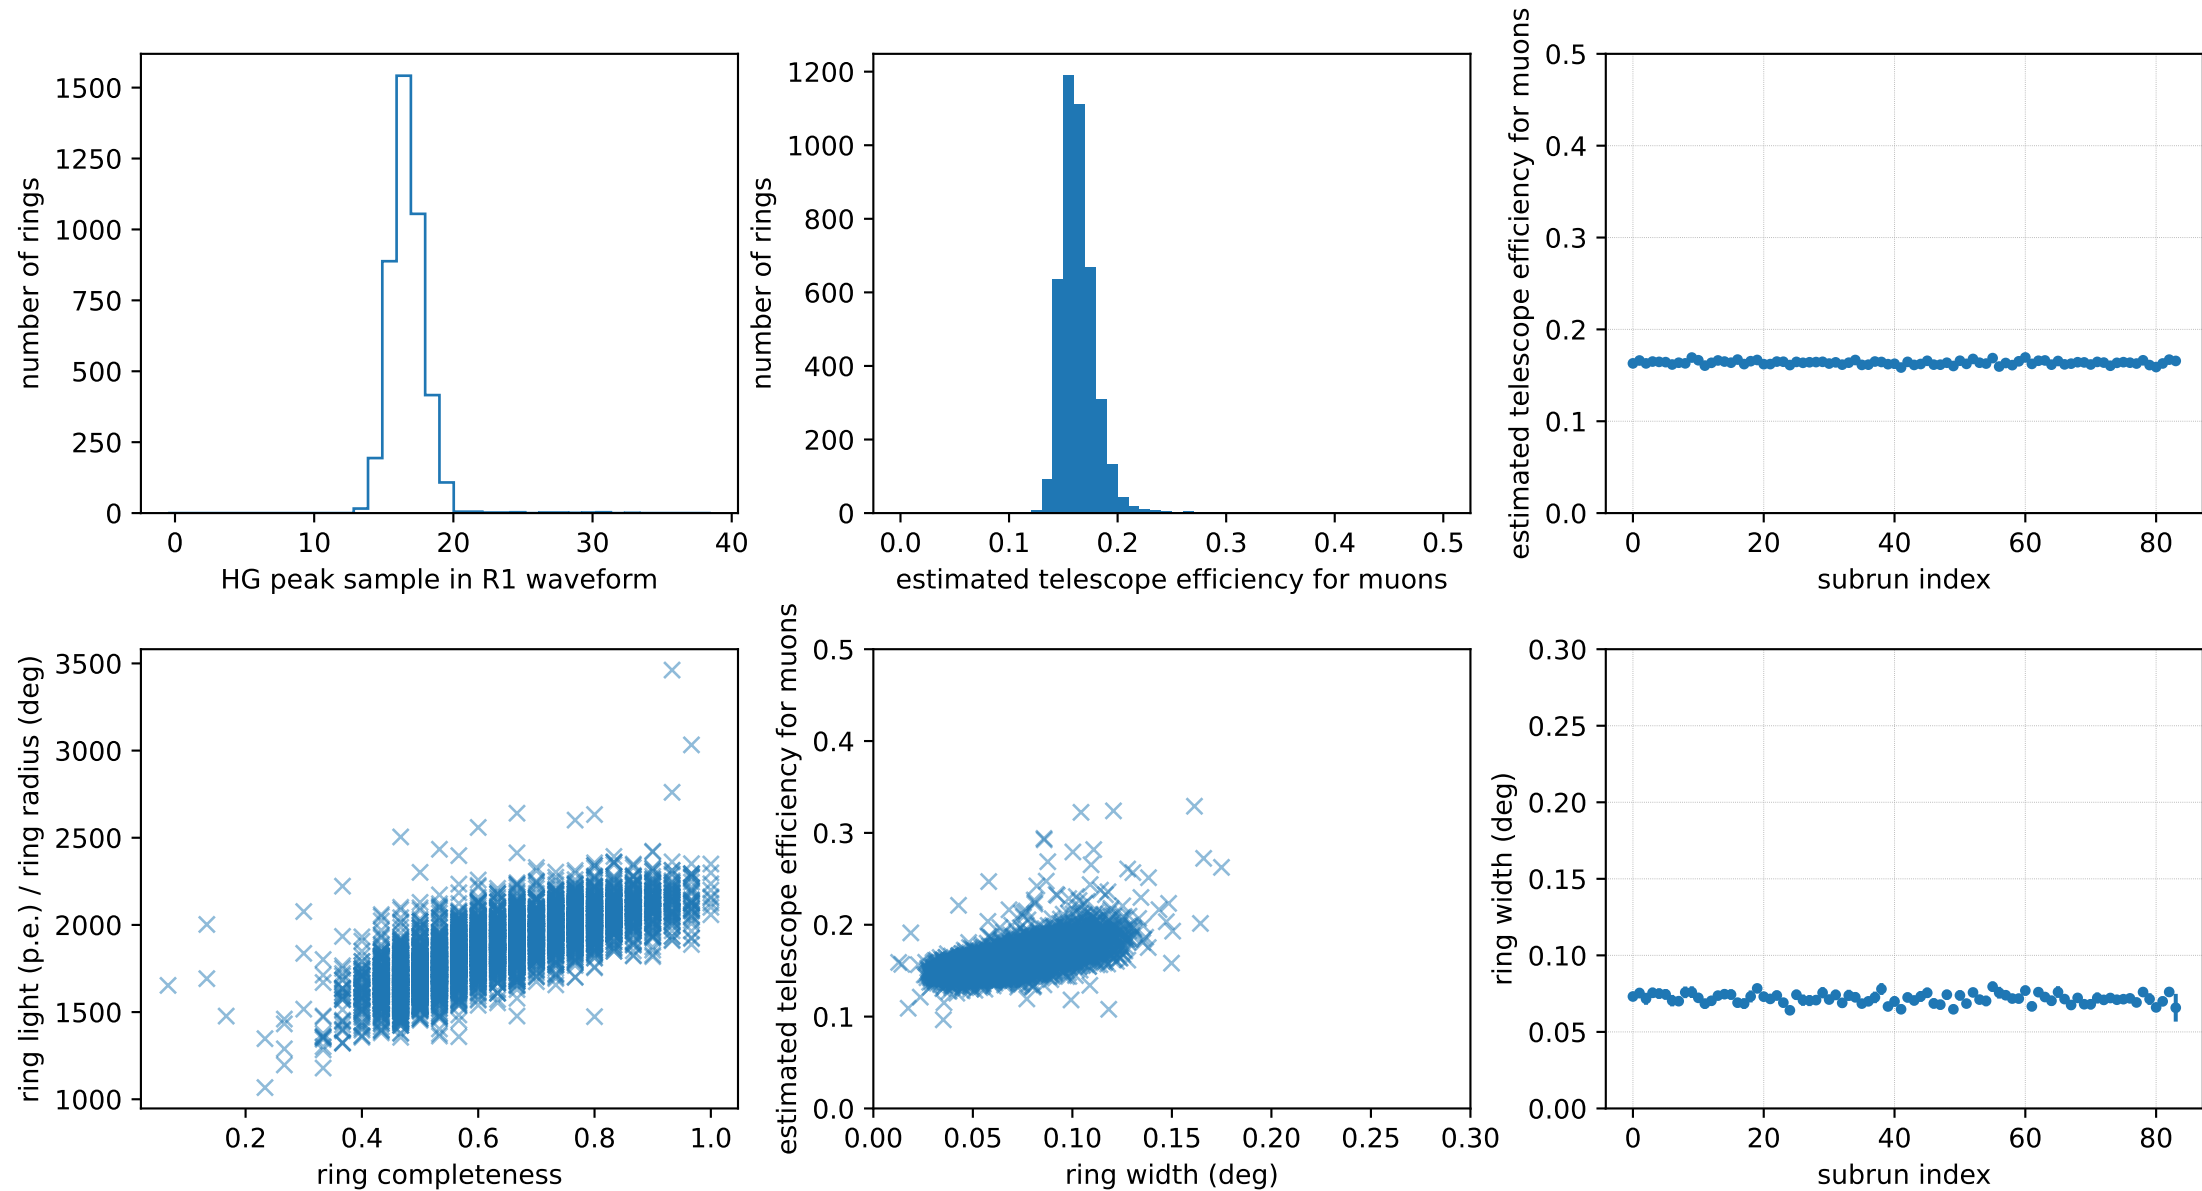 number of rings
1500
1250
1000
750
500
250
0
0 10 20 30 40
HG peak sample in R1 waveform
number of rings
1200
1000
800
600
400
200
0
0.0 0.1 0.2 0.3 0.4 0.5
estimated telescope efficiency for muons
estimated telescope efficiency for muons
0.5
0.4
0.3
0.2
0.1
0.0
0 20 40 60 80
subrun index
ring light (p.e.) / ring radius (deg)
3500
3000
2500
2000
1500
1000
0.2 0.4 0.6 0.8 1.0
ring completeness
estimated telescope efficiency for muons
0.5
0.4
0.3
0.2
0.1
0.0
0.00 0.05 0.10 0.15 0.20 0.25 0.30
ring width (deg)
ring width (deg)
0.30
0.25
0.20
0.15
0.10
0.05
0.00
0 20 40 60 80
subrun index